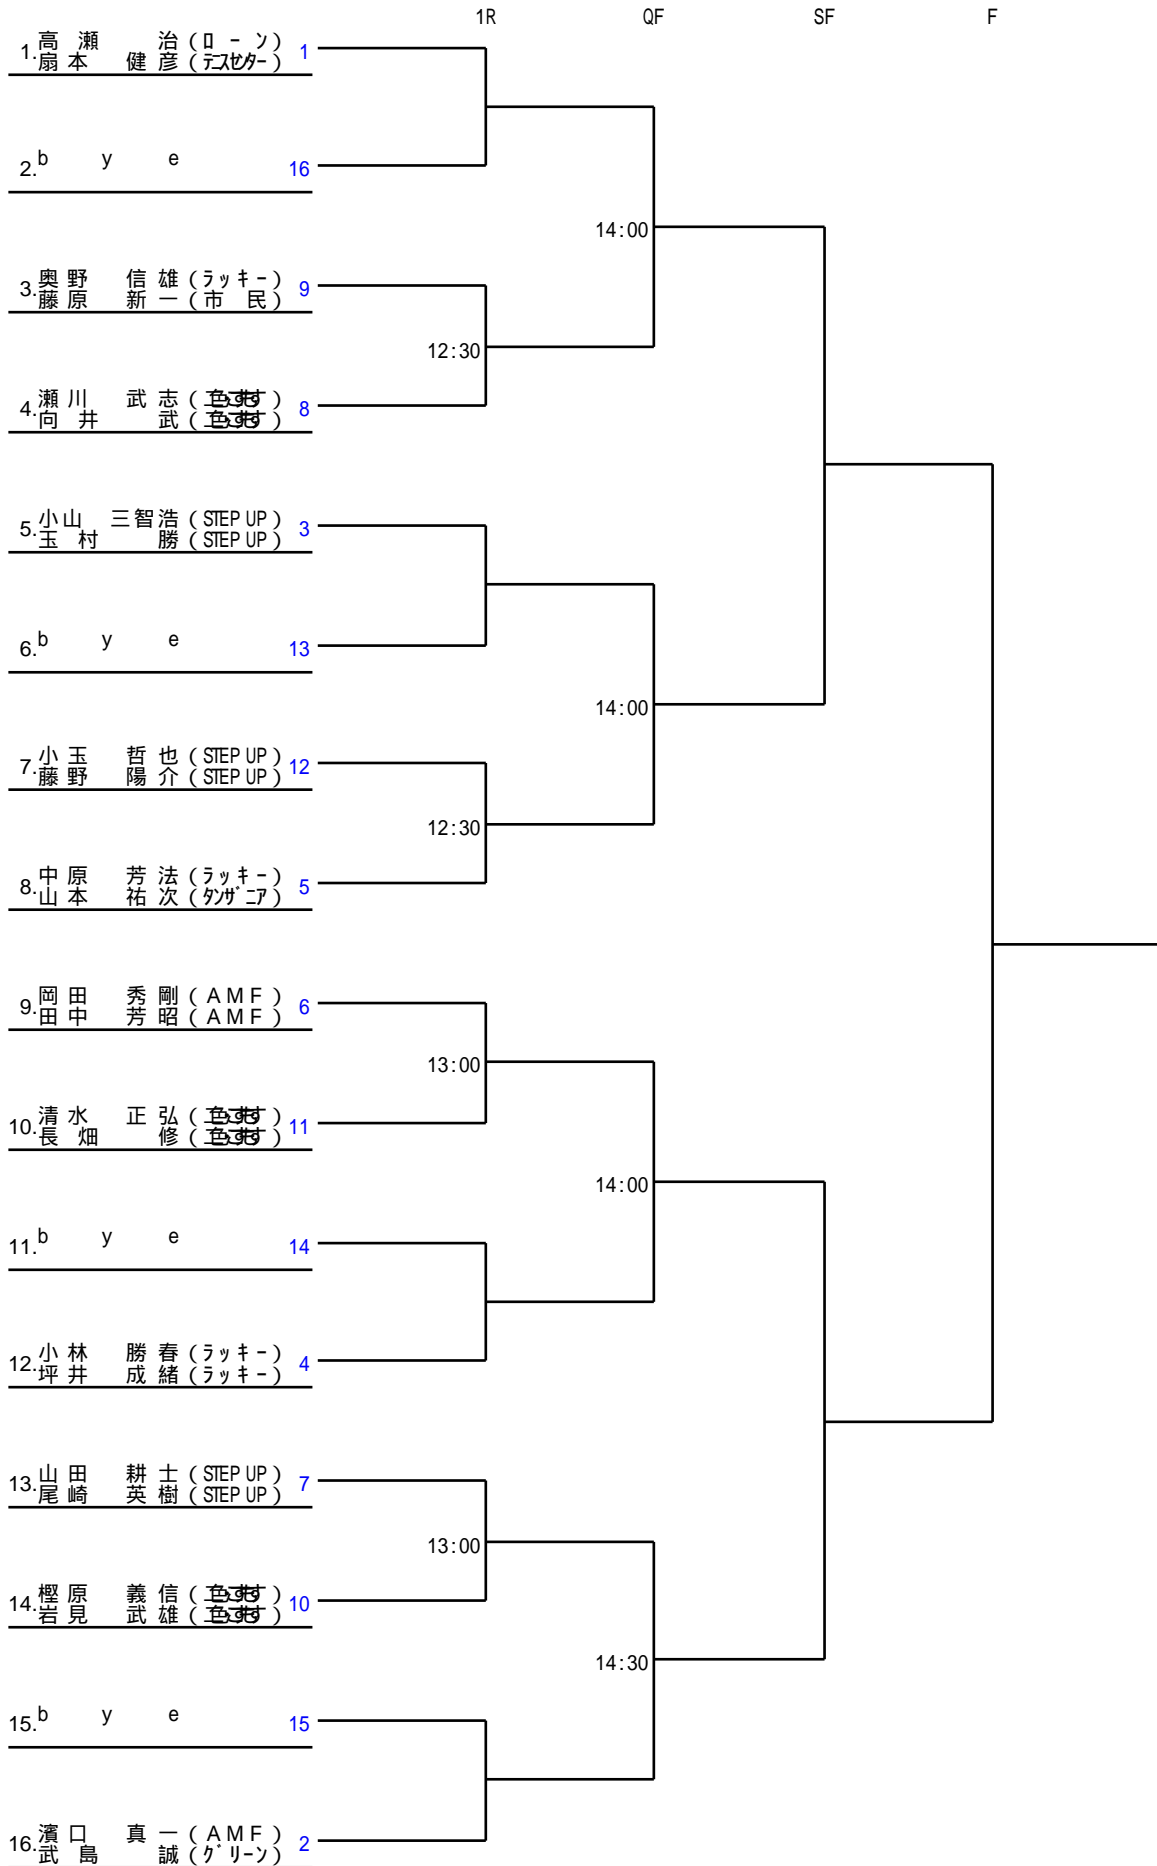 1R QF SF F
1. 高瀬 治(ローン) 1
扇本 健彦(テニスセンター)
2. bye 16
14:00
3. 奥野 信雄(ラッキー) 9
藤原 新一(市民)
12:30
4. 瀬川 武志( ) 8
向井 武( )
5. 小山 三智浩(STEP UP) 3
玉村 勝(STEP UP)
6. bye 13
14:00
7. 小玉 哲也(STEP UP) 12
藤野 陽介(STEP UP)
12:30
8. 中原 芳法(ラッキー) 5
山本 祐次(タンザニア)
9. 岡田 秀剛(AMF) 6
田中 芳昭(AMF)
13:00
10. 清水 正弘( ) 11
長畑 修( )
14:00
11. bye 14
12. 小林 勝春(ラッキー) 4
坪井 成緒(ラッキー)
13. 山田 耕士(STEP UP) 7
尾崎 英樹(STEP UP)
13:00
14. 樫原 義信( ) 10
岩見 武雄( )
14:30
15. bye 15
16. 濱口 真一(AMF) 2
武島 誠(グリーン)